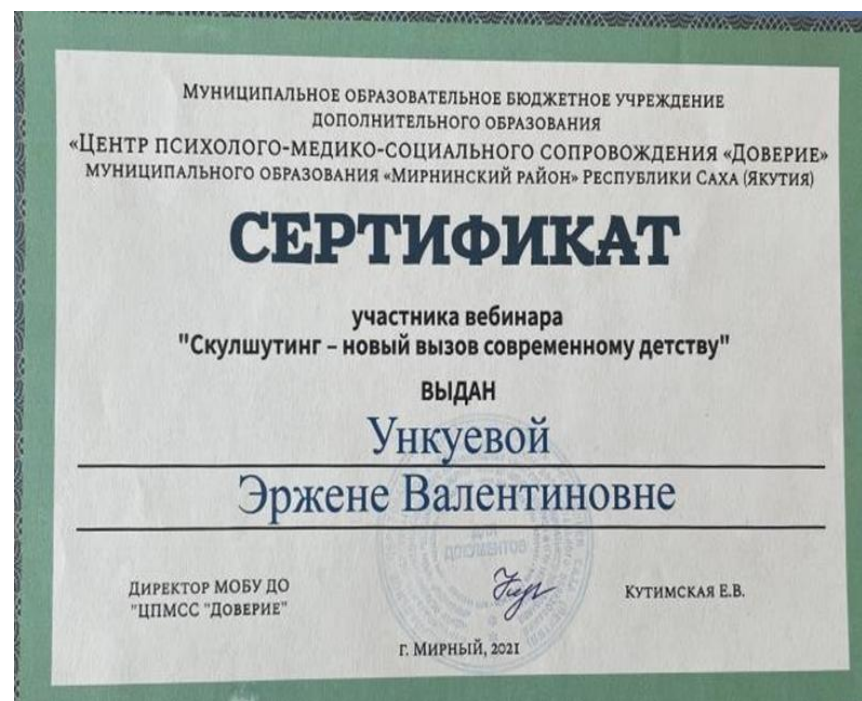 Муниципальное образовательное бюджетное учреждение
дополнительного образования
«Центр психолого-медико-социального сопровождения «Доверие»
муниципального образования «Мирнинский район» Республики Саха (Якутия)
СЕРТИФИКАТ
участника вебинара
"Скулшутинг – новый вызов современному детству"
ВЫДАН
Ункуевой
Эржене Валентиновне
Директор МОБУ ДО
"ЦПМСС "Доверие"
Кутимская Е.В.
г. Мирный, 2021